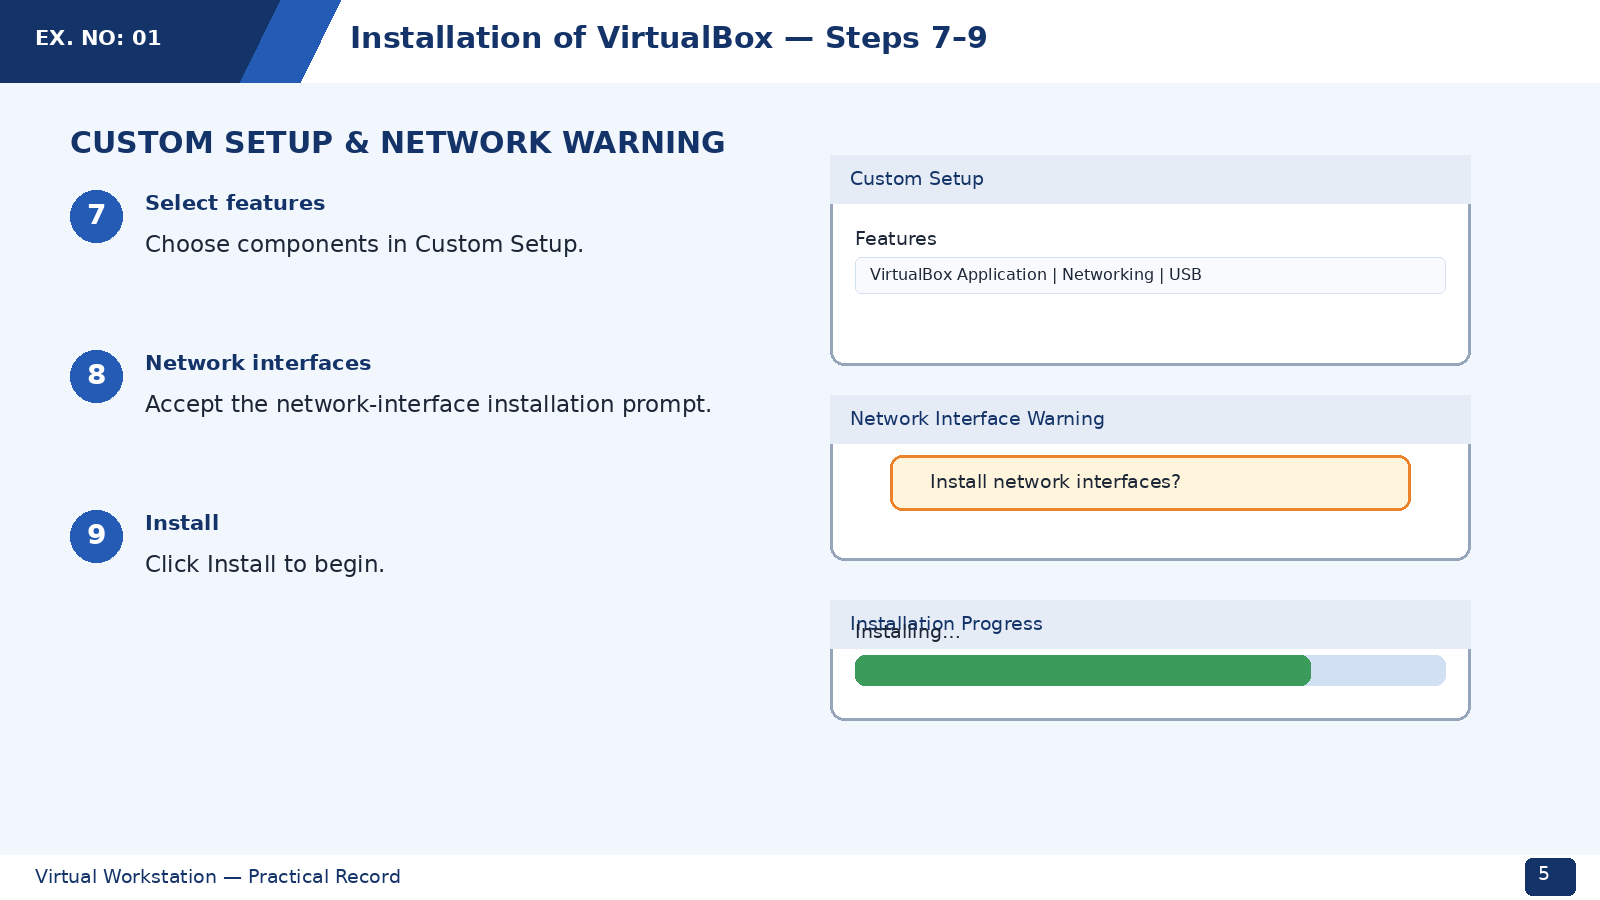 EX. NO: 01
Installation of VirtualBox — Steps 7–9
CUSTOM SETUP & NETWORK WARNING
7
Select features
Choose components in Custom Setup.
8
Network interfaces
Accept the network-interface installation prompt.
9
Install
Click Install to begin.
Custom Setup
Features
VirtualBox Application | Networking | USB
Network Interface Warning
Install network interfaces?
Installation Progress
Installing...
Virtual Workstation — Practical Record
5